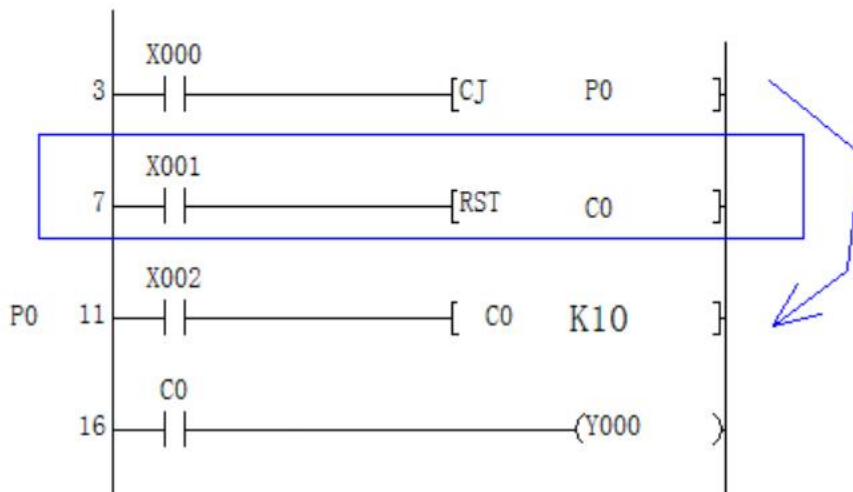 X000
3 [CJ P0 ]
X001
7 [RST C0 ]
X002
P0 11 [ C0 K10 ]
C0
16 (Y000 )